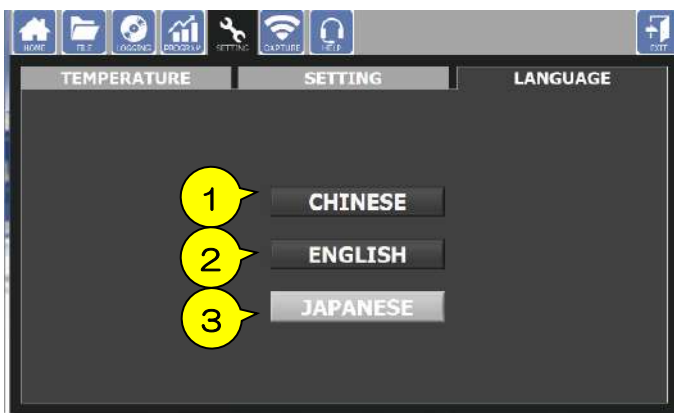 HOME FILE LOGGING PROGRAM SETTING CAPTURE HELP EXIT
TEMPERATURE SETTING LANGUAGE
1 CHINESE
2 ENGLISH
3 JAPANESE